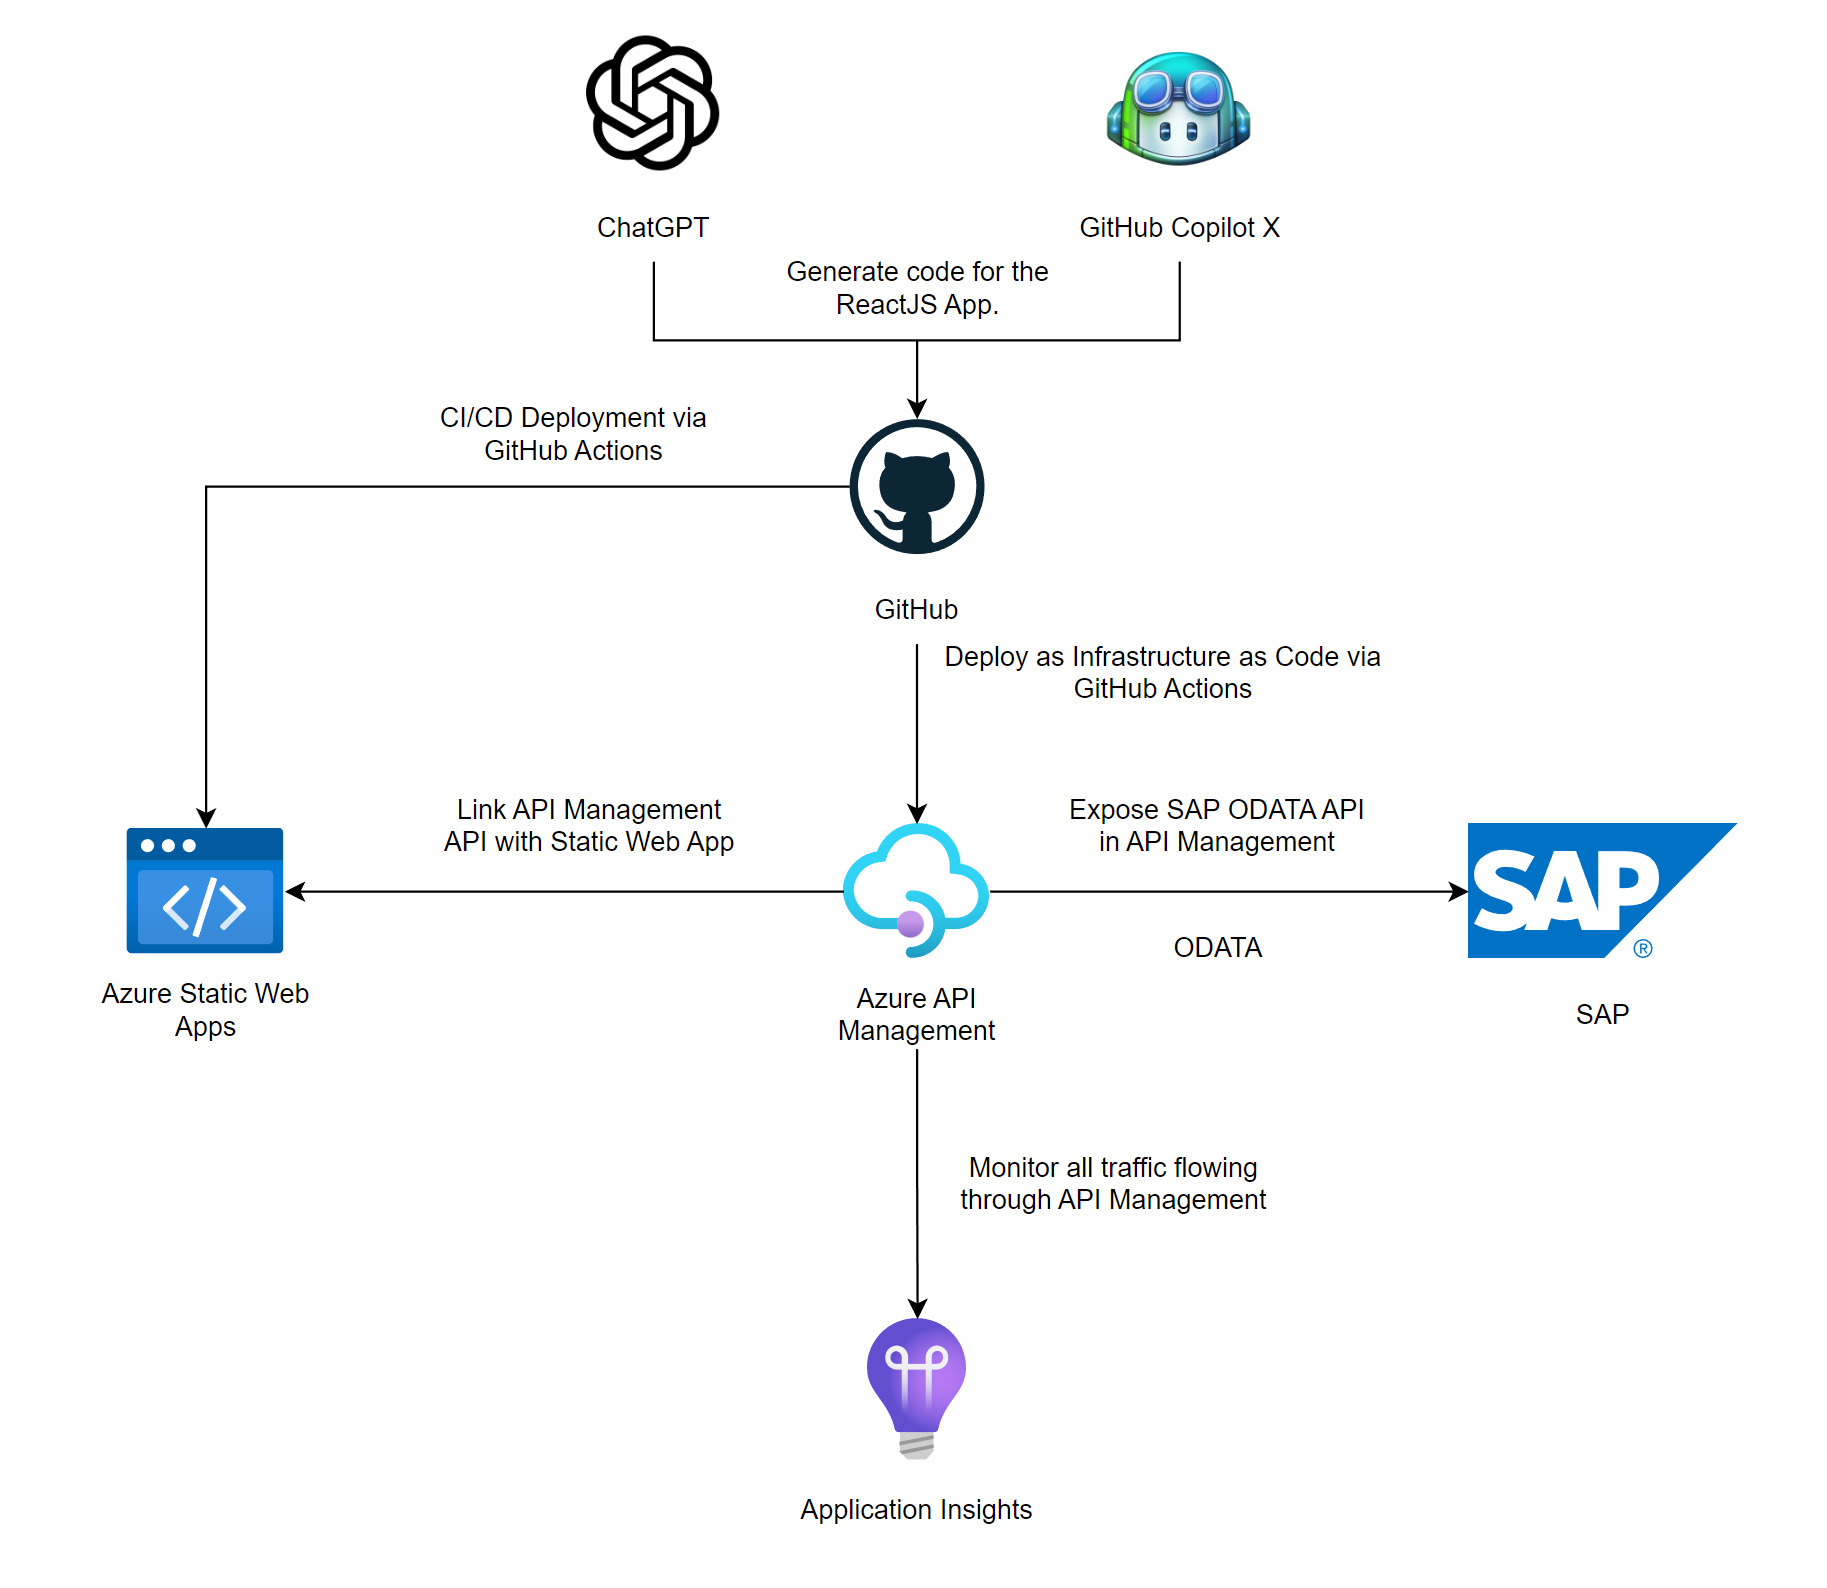 ChatGPT
GitHub Copilot X
Generate code for the
ReactJS App.
CI/CD Deployment via
GitHub Actions
GitHub
Deploy as Infrastructure as Code via
GitHub Actions
Link API Management
API with Static Web App
Expose SAP ODATA API
in API Management
SAP
®
ODATA
Azure Static Web
Apps
Azure API
Management
SAP
Monitor all traffic flowing
through API Management
Application Insights